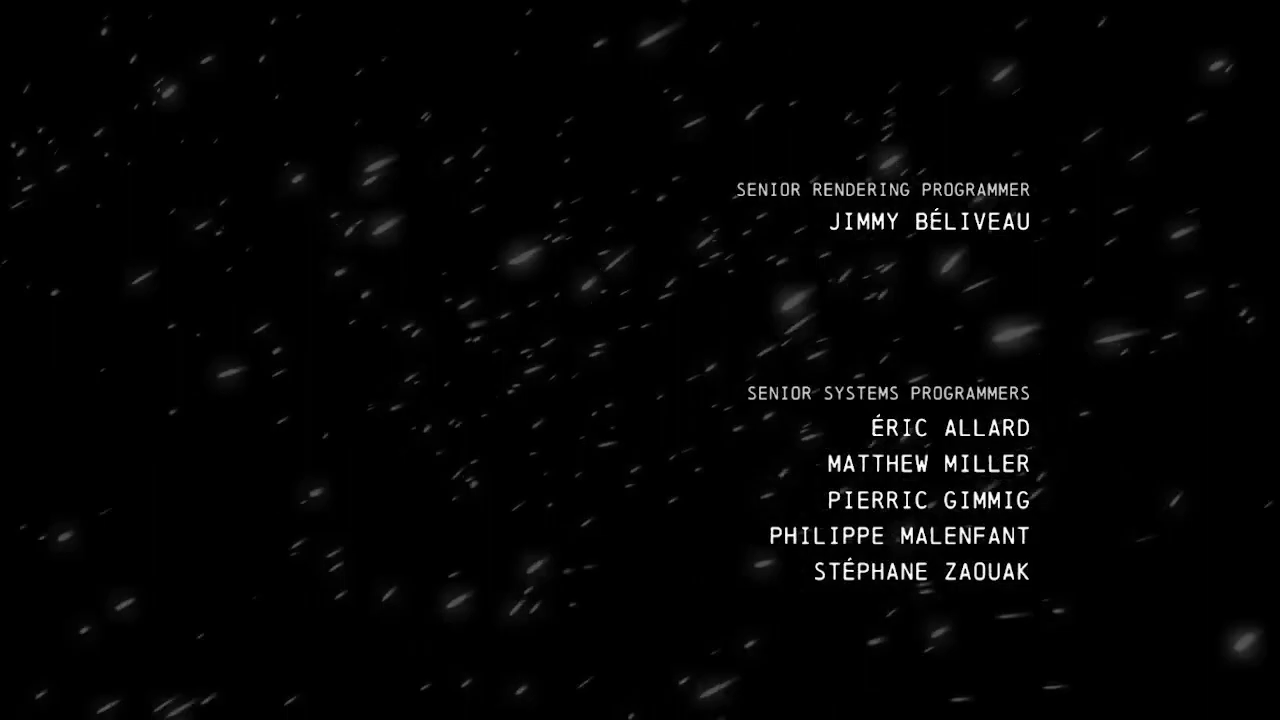 SENIOR RENDERING PROGRAMMER
JIMMY BÉLIVEAU
SENIOR SYSTEMS PROGRAMMERS
ÉRIC ALLARD
MATTHEW MILLER
PIERRIC GIMMIG
PHILIPPE MALENFANT
STÉPHANE ZAOUAK